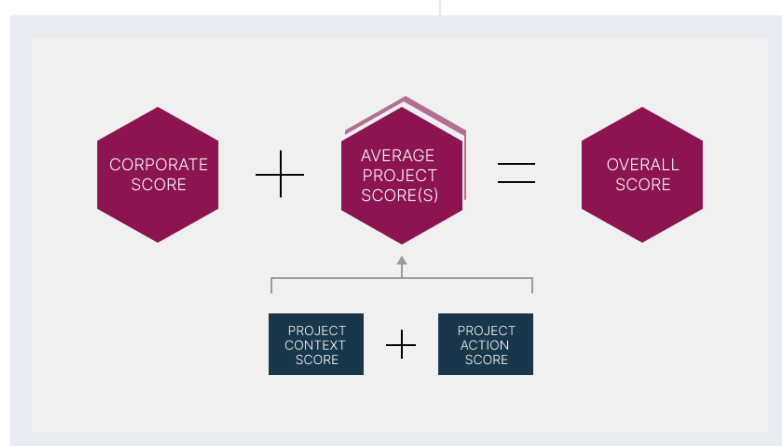 CORPORATE
SCORE
+
AVERAGE
PROJECT
SCORE(S)
=
OVERALL
SCORE
PROJECT
CONTEXT
SCORE
+
PROJECT
ACTION
SCORE